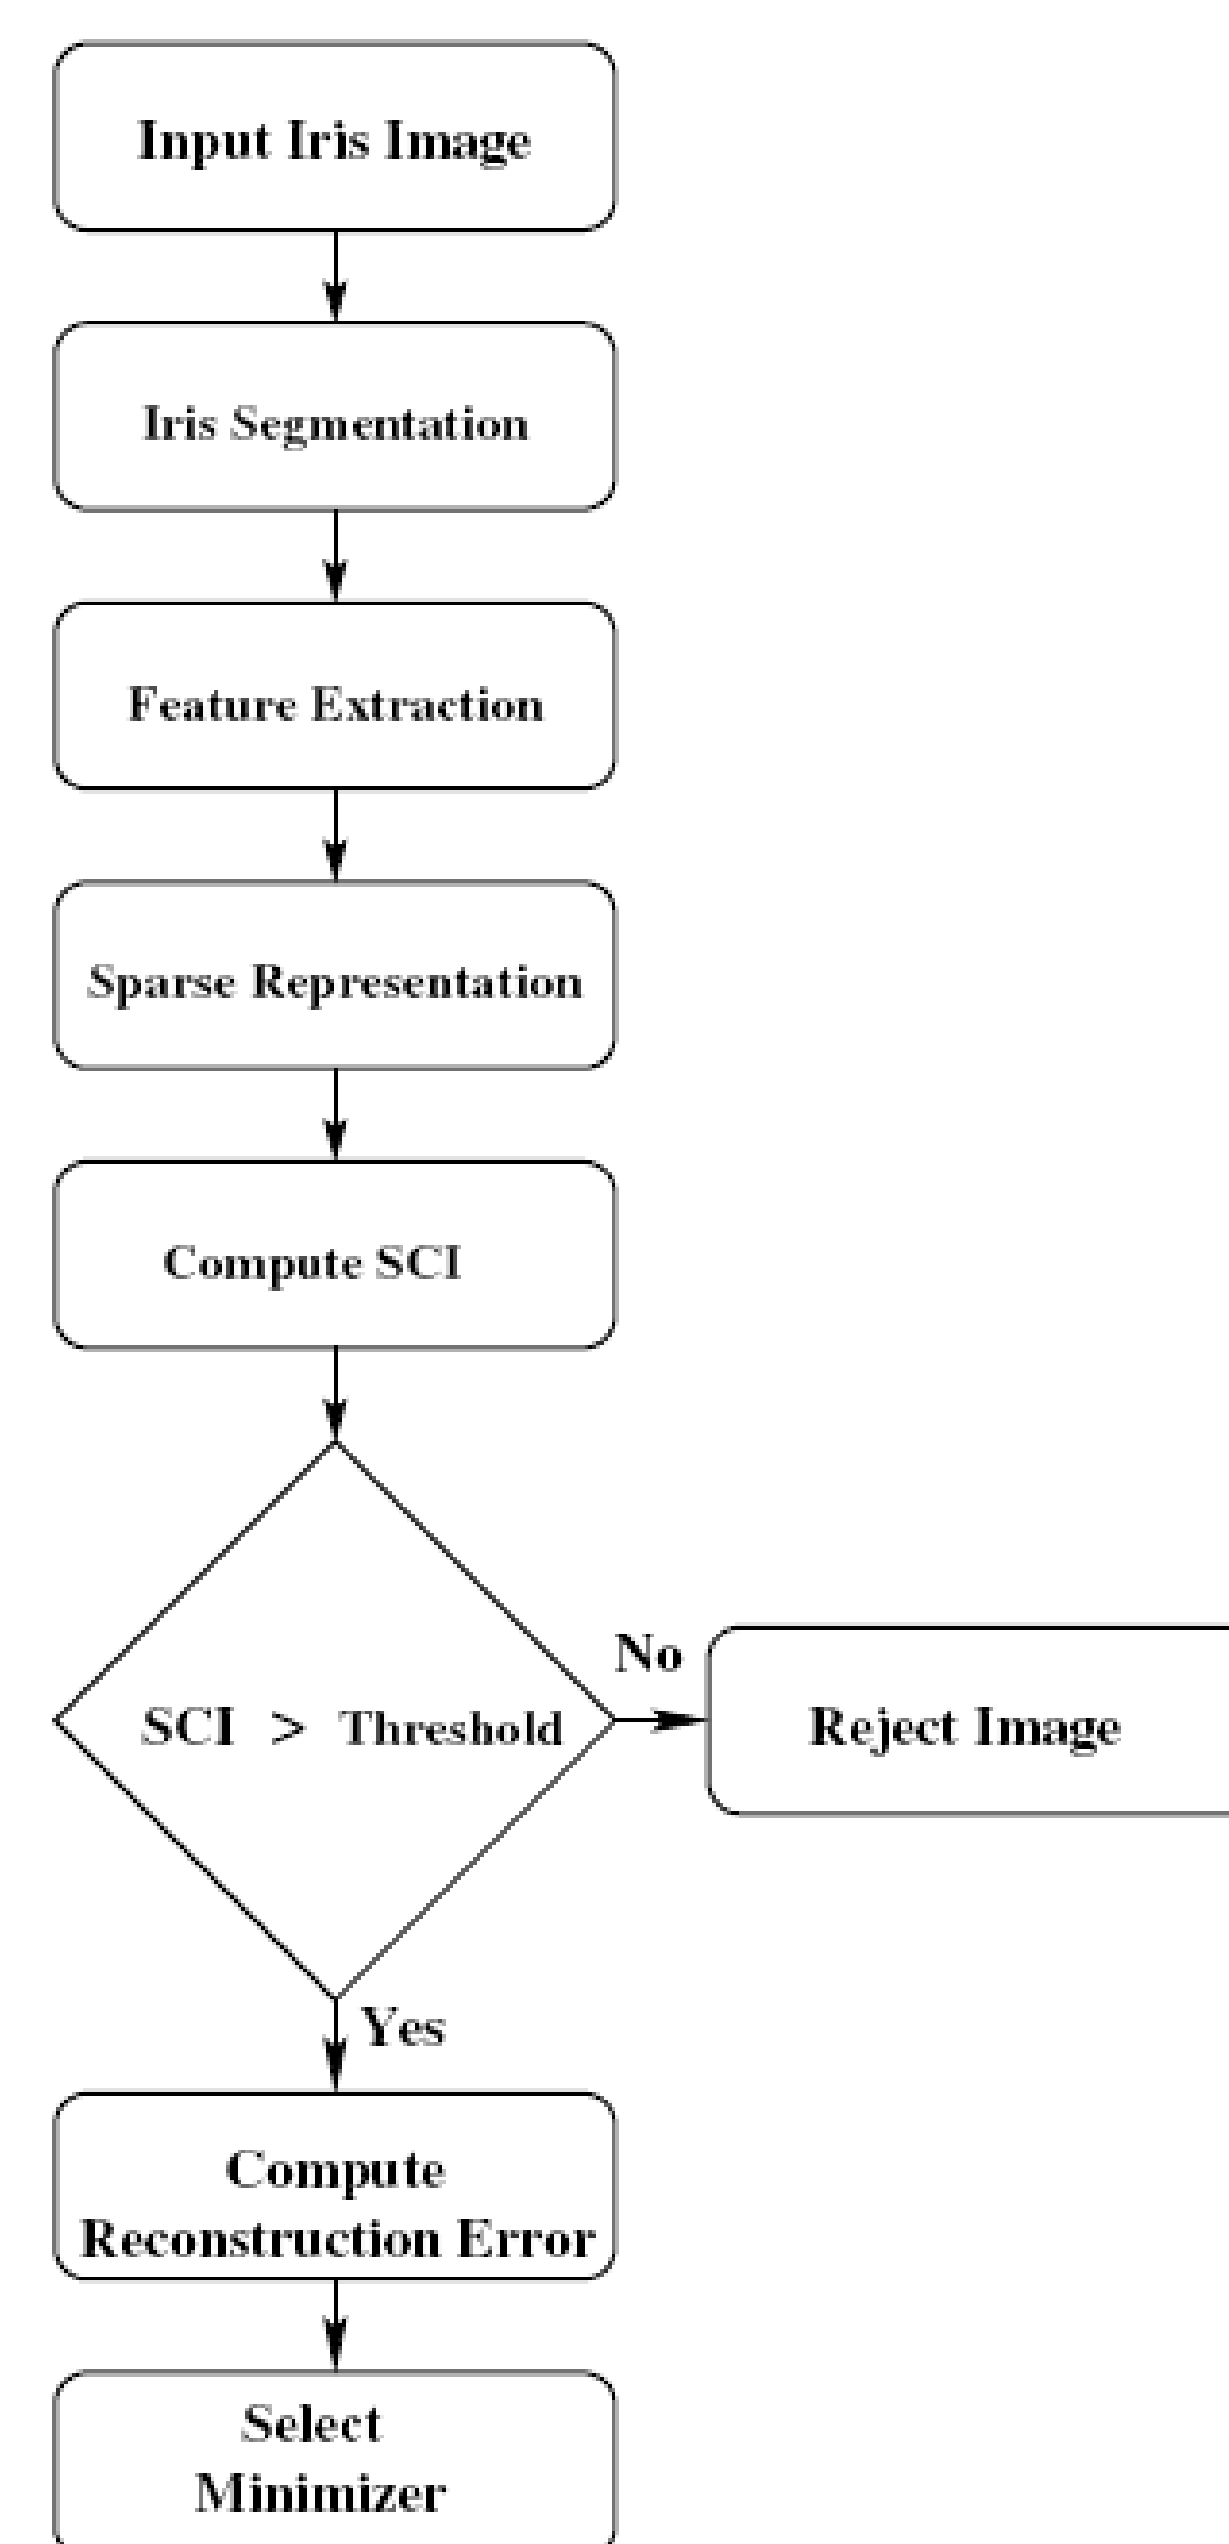 Input Iris Image
Iris Segmentation
Feature Extraction
Sparse Representation
Compute SCI
SCI > Threshold
No
Reject Image
Yes
Compute
Reconstruction Error
Select
Minimizer